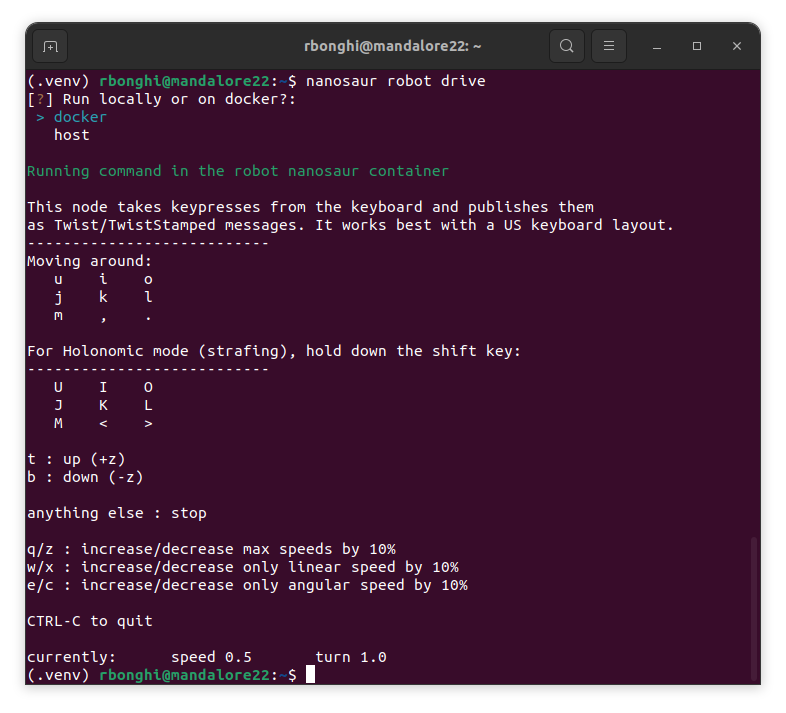 rbonghi@mandalore22: ~
(.venv) rbonghi@mandalore22:~$ nanosaur robot drive
[?] Run locally or on docker?:
 > docker
   host

Running command in the robot nanosaur container

This node takes keypresses from the keyboard and publishes them
as Twist/TwistStamped messages. It works best with a US keyboard layout.
---------------------------
Moving around:
   u    i    o
   j    k    l
   m    ,    .

For Holonomic mode (strafing), hold down the shift key:
---------------------------
   U    I    O
   J    K    L
   M    <    >

t : up (+z)
b : down (-z)

anything else : stop

q/z : increase/decrease max speeds by 10%
w/x : increase/decrease only linear speed by 10%
e/c : increase/decrease only angular speed by 10%

CTRL-C to quit

currently:      speed 0.5       turn 1.0
(.venv) rbonghi@mandalore22:~$